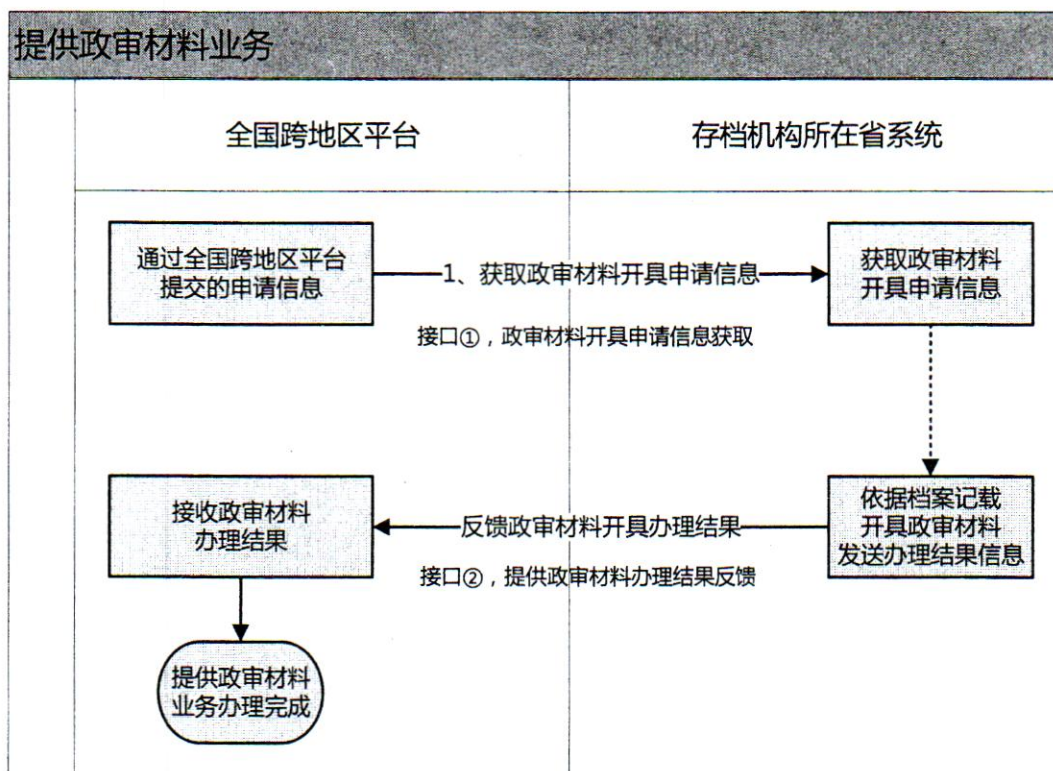 提供政审材料业务
全国跨地区平台
存档机构所在省系统
通过全国跨地区平台
提交的申请信息
1、获取政审材料开具申请信息
获取政审材料
开具申请信息
接口①，政审材料开具申请信息获取
接收政审材料
办理结果
反馈政审材料开具办理结果
依据档案记载
开具政审材料
发送办理结果信息
接口②，提供政审材料办理结果反馈
提供政审材料
业务办理完成